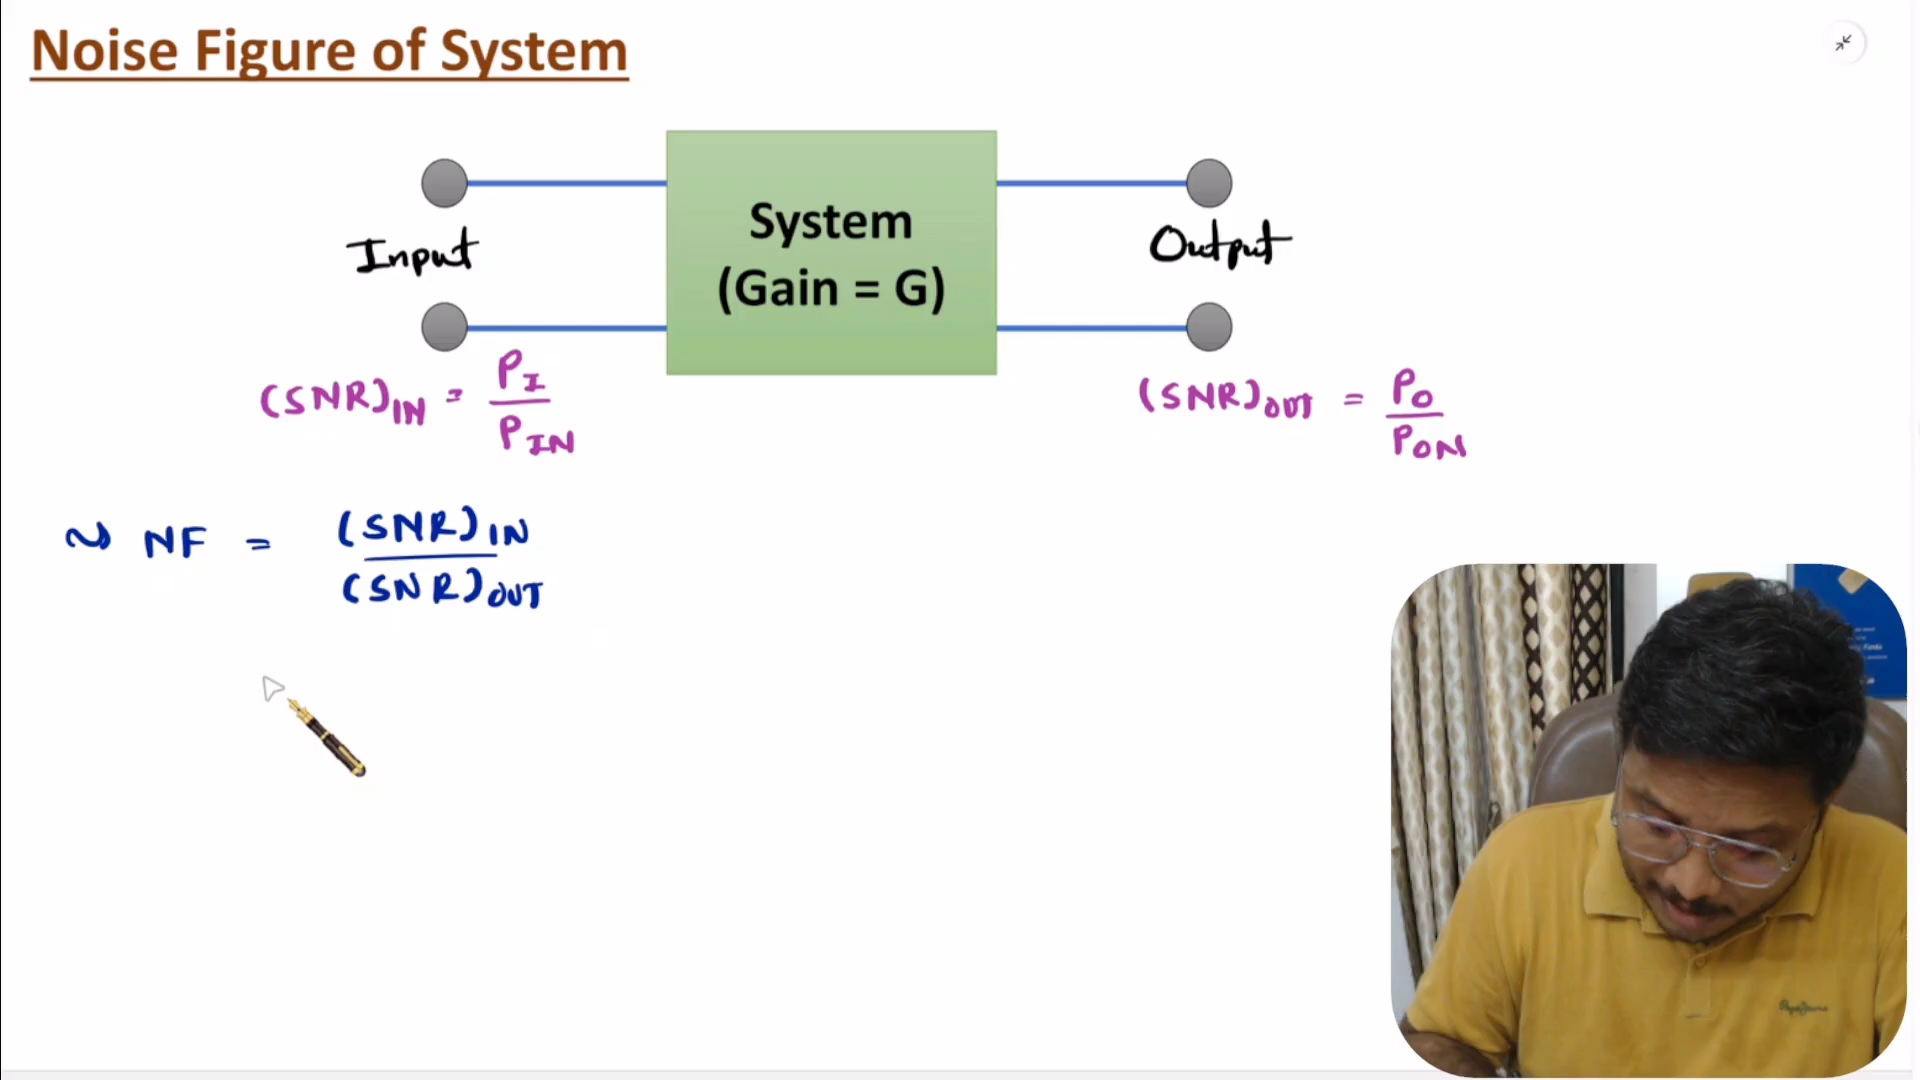 Noise Figure of System
System
(Gain = G)
Input
Output
(SNR)IN = PI / PIN
(SNR)OUT = PO / PON
NF = (SNR)IN / (SNR)OUT